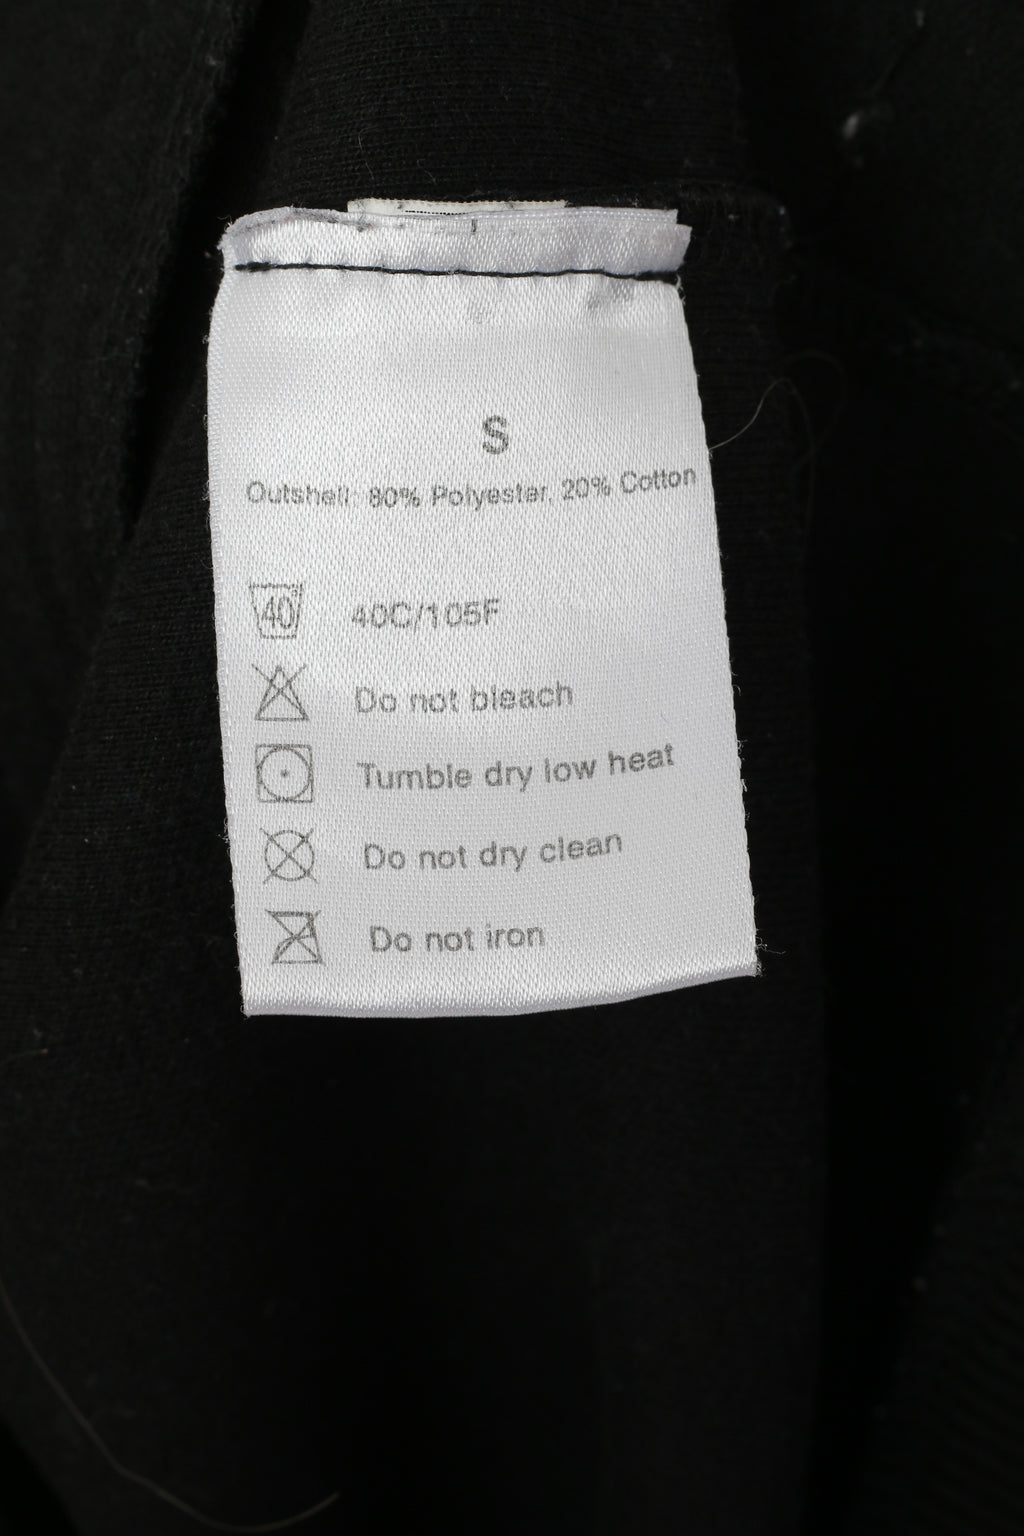 S
Outshell: 80% Polyester, 20% Cotton
40 40C/105F
Do not bleach
Tumble dry low heat
Do not dry clean
Do not iron